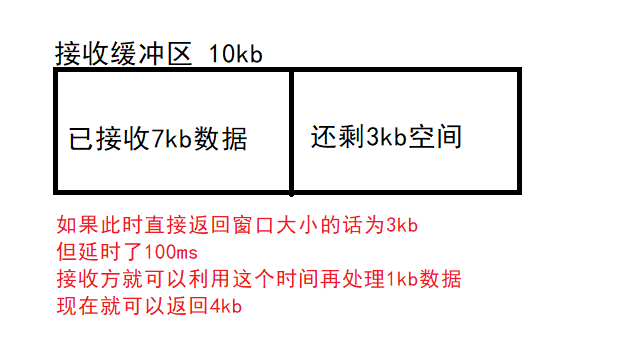 接收缓冲区 10kb
已接收7kb数据
还剩3kb空间
如果此时直接返回窗口大小的话为3kb
但延时了100ms
接收方就可以利用这个时间再处理1kb数据
现在就可以返回4kb